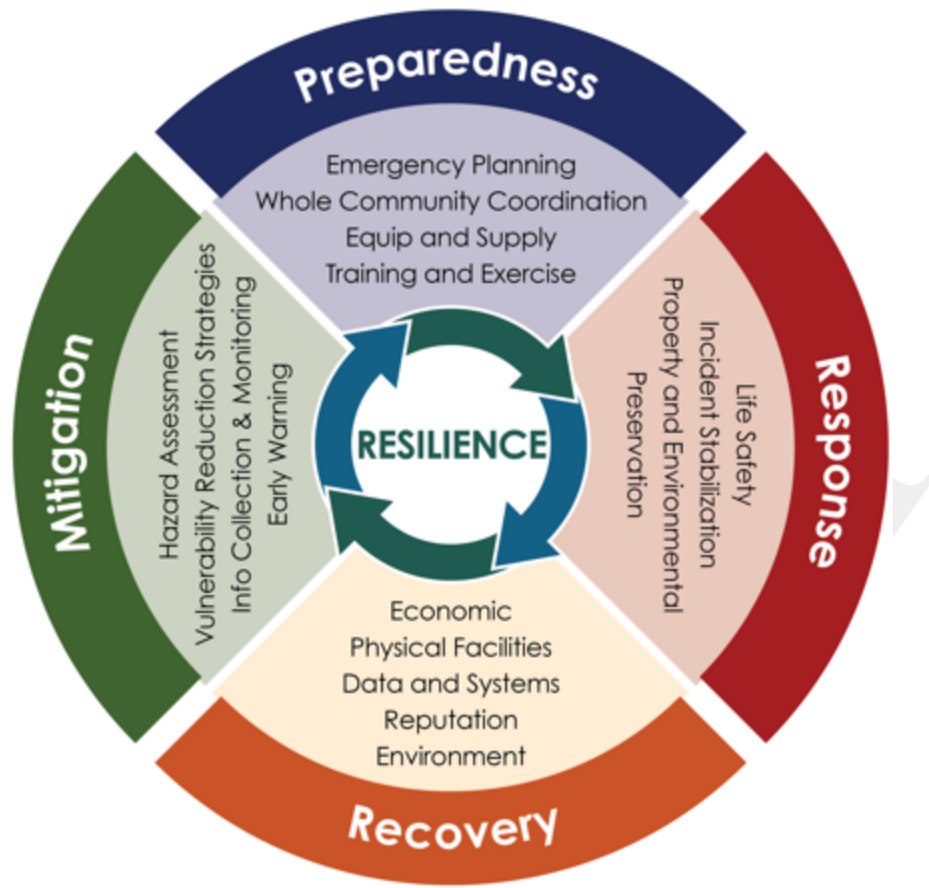 Preparedness
Emergency Planning
Whole Community Coordination
Equip and Supply
Training and Exercise
Response
Life Safety
Incident Stabilization
Property and Environmental
Preservation
Recovery
Economic
Physical Facilities
Data and Systems
Reputation
Environment
Mitigation
Hazard Assessment
Vulnerability Reduction Strategies
Info Collection & Monitoring
Early Warning
RESILIENCE